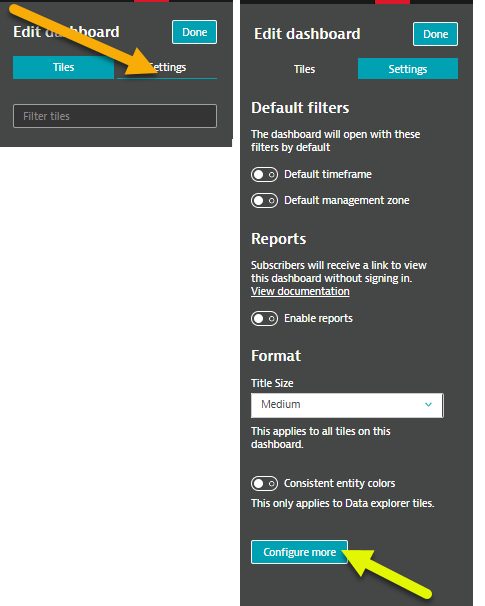 Edit dashboard
Done
Tiles
Settings
Filter tiles
Edit dashboard
Done
Tiles
Settings
Default filters
The dashboard will open with these
filters by default
Default timeframe
Default management zone
Reports
Subscribers will receive a link to view
this dashboard without signing in.
View documentation
Enable reports
Format
Title Size
Medium
This applies to all tiles on this
dashboard.
Consistent entity colors
This only applies to Data explorer tiles.
Configure more